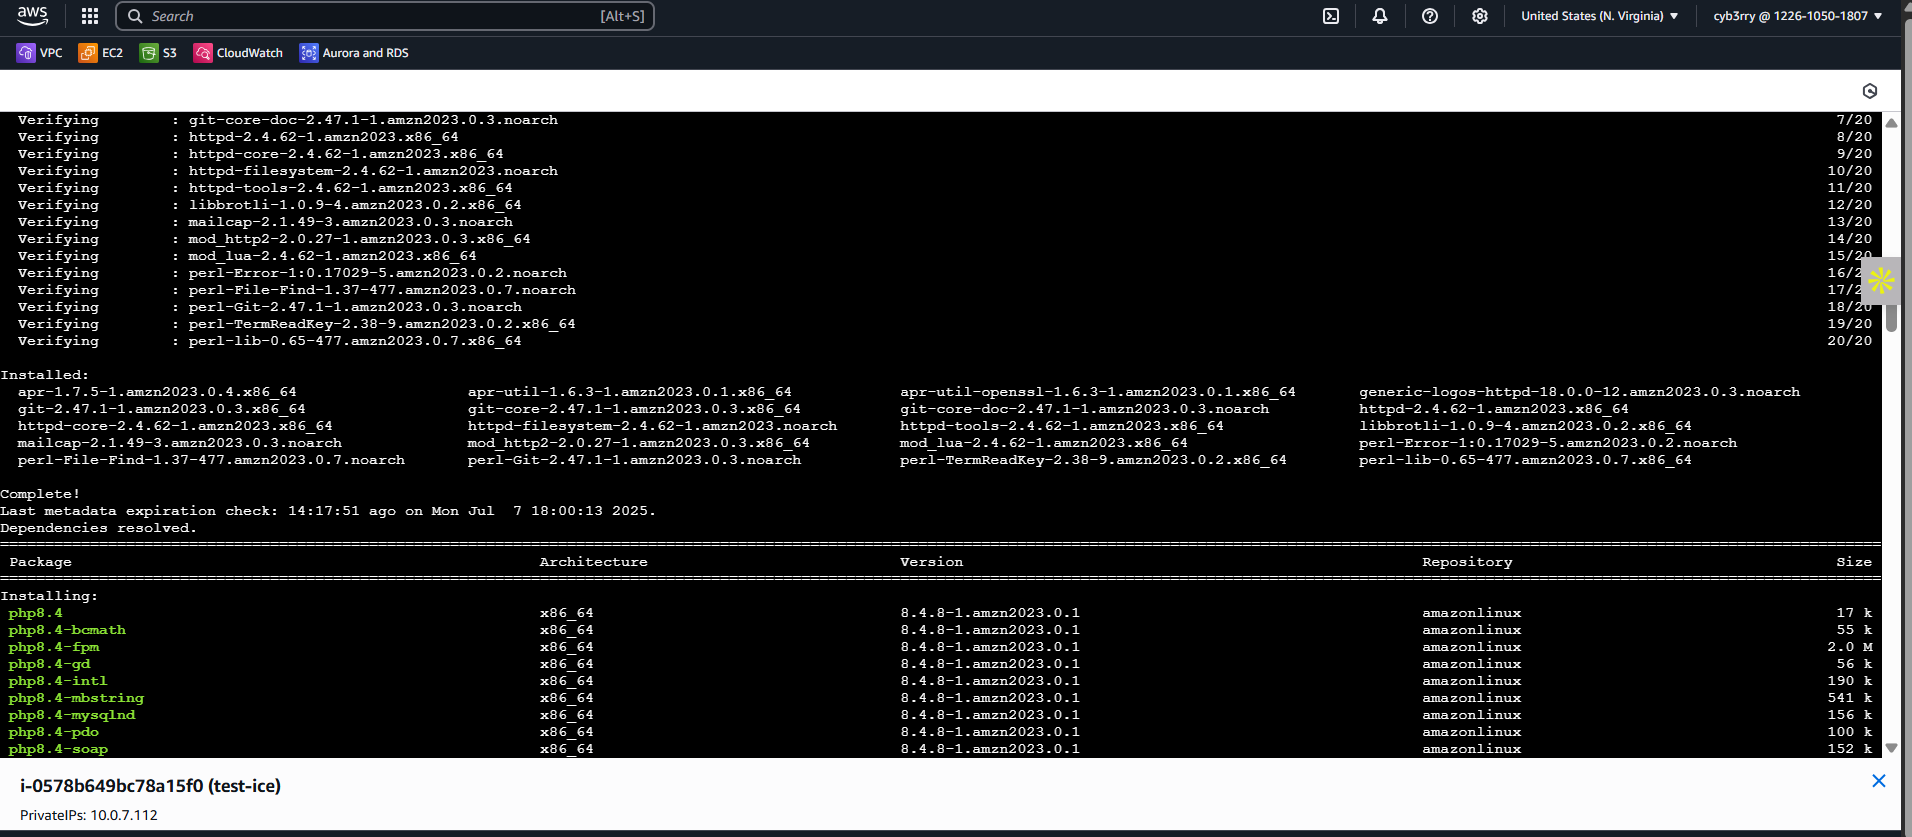 aws Search [Alt+S] United States (N. Virginia) cyb3rry @ 1226-1050-1807
VPC EC2 S3 CloudWatch Aurora and RDS
Verifying : git-core-doc-2.47.1-1.amzn2023.0.3.noarch 7/20
Verifying : httpd-2.4.62-1.amzn2023.x86_64 8/20
Verifying : httpd-core-2.4.62-1.amzn2023.x86_64 9/20
Verifying : httpd-filesystem-2.4.62-1.amzn2023.noarch 10/20
Verifying : httpd-tools-2.4.62-1.amzn2023.x86_64 11/20
Verifying : libbrotli-1.0.9-4.amzn2023.0.2.x86_64 12/20
Verifying : mailcap-2.1.49-3.amzn2023.0.3.noarch 13/20
Verifying : mod_http2-2.0.27-1.amzn2023.0.3.x86_64 14/20
Verifying : mod_lua-2.4.62-1.amzn2023.x86_64 15/20
Verifying : perl-Error-1:0.17029-5.amzn2023.0.2.noarch 16/2
Verifying : perl-File-Find-1.37-477.amzn2023.0.7.noarch 17/2
Verifying : perl-Git-2.47.1-1.amzn2023.0.3.noarch 18/20
Verifying : perl-TermReadKey-2.38-9.amzn2023.0.2.x86_64 19/20
Verifying : perl-lib-0.65-477.amzn2023.0.7.x86_64 20/20
Installed:
apr-1.7.5-1.amzn2023.0.4.x86_64 apr-util-1.6.3-1.amzn2023.0.1.x86_64 apr-util-openssl-1.6.3-1.amzn2023.0.1.x86_64 generic-logos-httpd-18.0.0-12.amzn2023.0.3.noarch
git-2.47.1-1.amzn2023.0.3.x86_64 git-core-2.47.1-1.amzn2023.0.3.x86_64 git-core-doc-2.47.1-1.amzn2023.0.3.noarch httpd-2.4.62-1.amzn2023.x86_64
httpd-core-2.4.62-1.amzn2023.x86_64 httpd-filesystem-2.4.62-1.amzn2023.noarch httpd-tools-2.4.62-1.amzn2023.x86_64 libbrotli-1.0.9-4.amzn2023.0.2.x86_64
mailcap-2.1.49-3.amzn2023.0.3.noarch mod_http2-2.0.27-1.amzn2023.0.3.x86_64 mod_lua-2.4.62-1.amzn2023.x86_64 perl-Error-1:0.17029-5.amzn2023.0.2.noarch
perl-File-Find-1.37-477.amzn2023.0.7.noarch perl-Git-2.47.1-1.amzn2023.0.3.noarch perl-TermReadKey-2.38-9.amzn2023.0.2.x86_64 perl-lib-0.65-477.amzn2023.0.7.x86_64
Complete!
Last metadata expiration check: 14:17:51 ago on Mon Jul  7 18:00:13 2025.
Dependencies resolved.
Package Architecture Version Repository Size
Installing:
php8.4 x86_64 8.4.8-1.amzn2023.0.1 amazonlinux 17 k
php8.4-bcmath x86_64 8.4.8-1.amzn2023.0.1 amazonlinux 55 k
php8.4-fpm x86_64 8.4.8-1.amzn2023.0.1 amazonlinux 2.0 M
php8.4-gd x86_64 8.4.8-1.amzn2023.0.1 amazonlinux 56 k
php8.4-intl x86_64 8.4.8-1.amzn2023.0.1 amazonlinux 190 k
php8.4-mbstring x86_64 8.4.8-1.amzn2023.0.1 amazonlinux 541 k
php8.4-mysqlnd x86_64 8.4.8-1.amzn2023.0.1 amazonlinux 156 k
php8.4-pdo x86_64 8.4.8-1.amzn2023.0.1 amazonlinux 100 k
php8.4-soap x86_64 8.4.8-1.amzn2023.0.1 amazonlinux 152 k
i-0578b649bc78a15f0 (test-ice)
PrivateIPs: 10.0.7.112